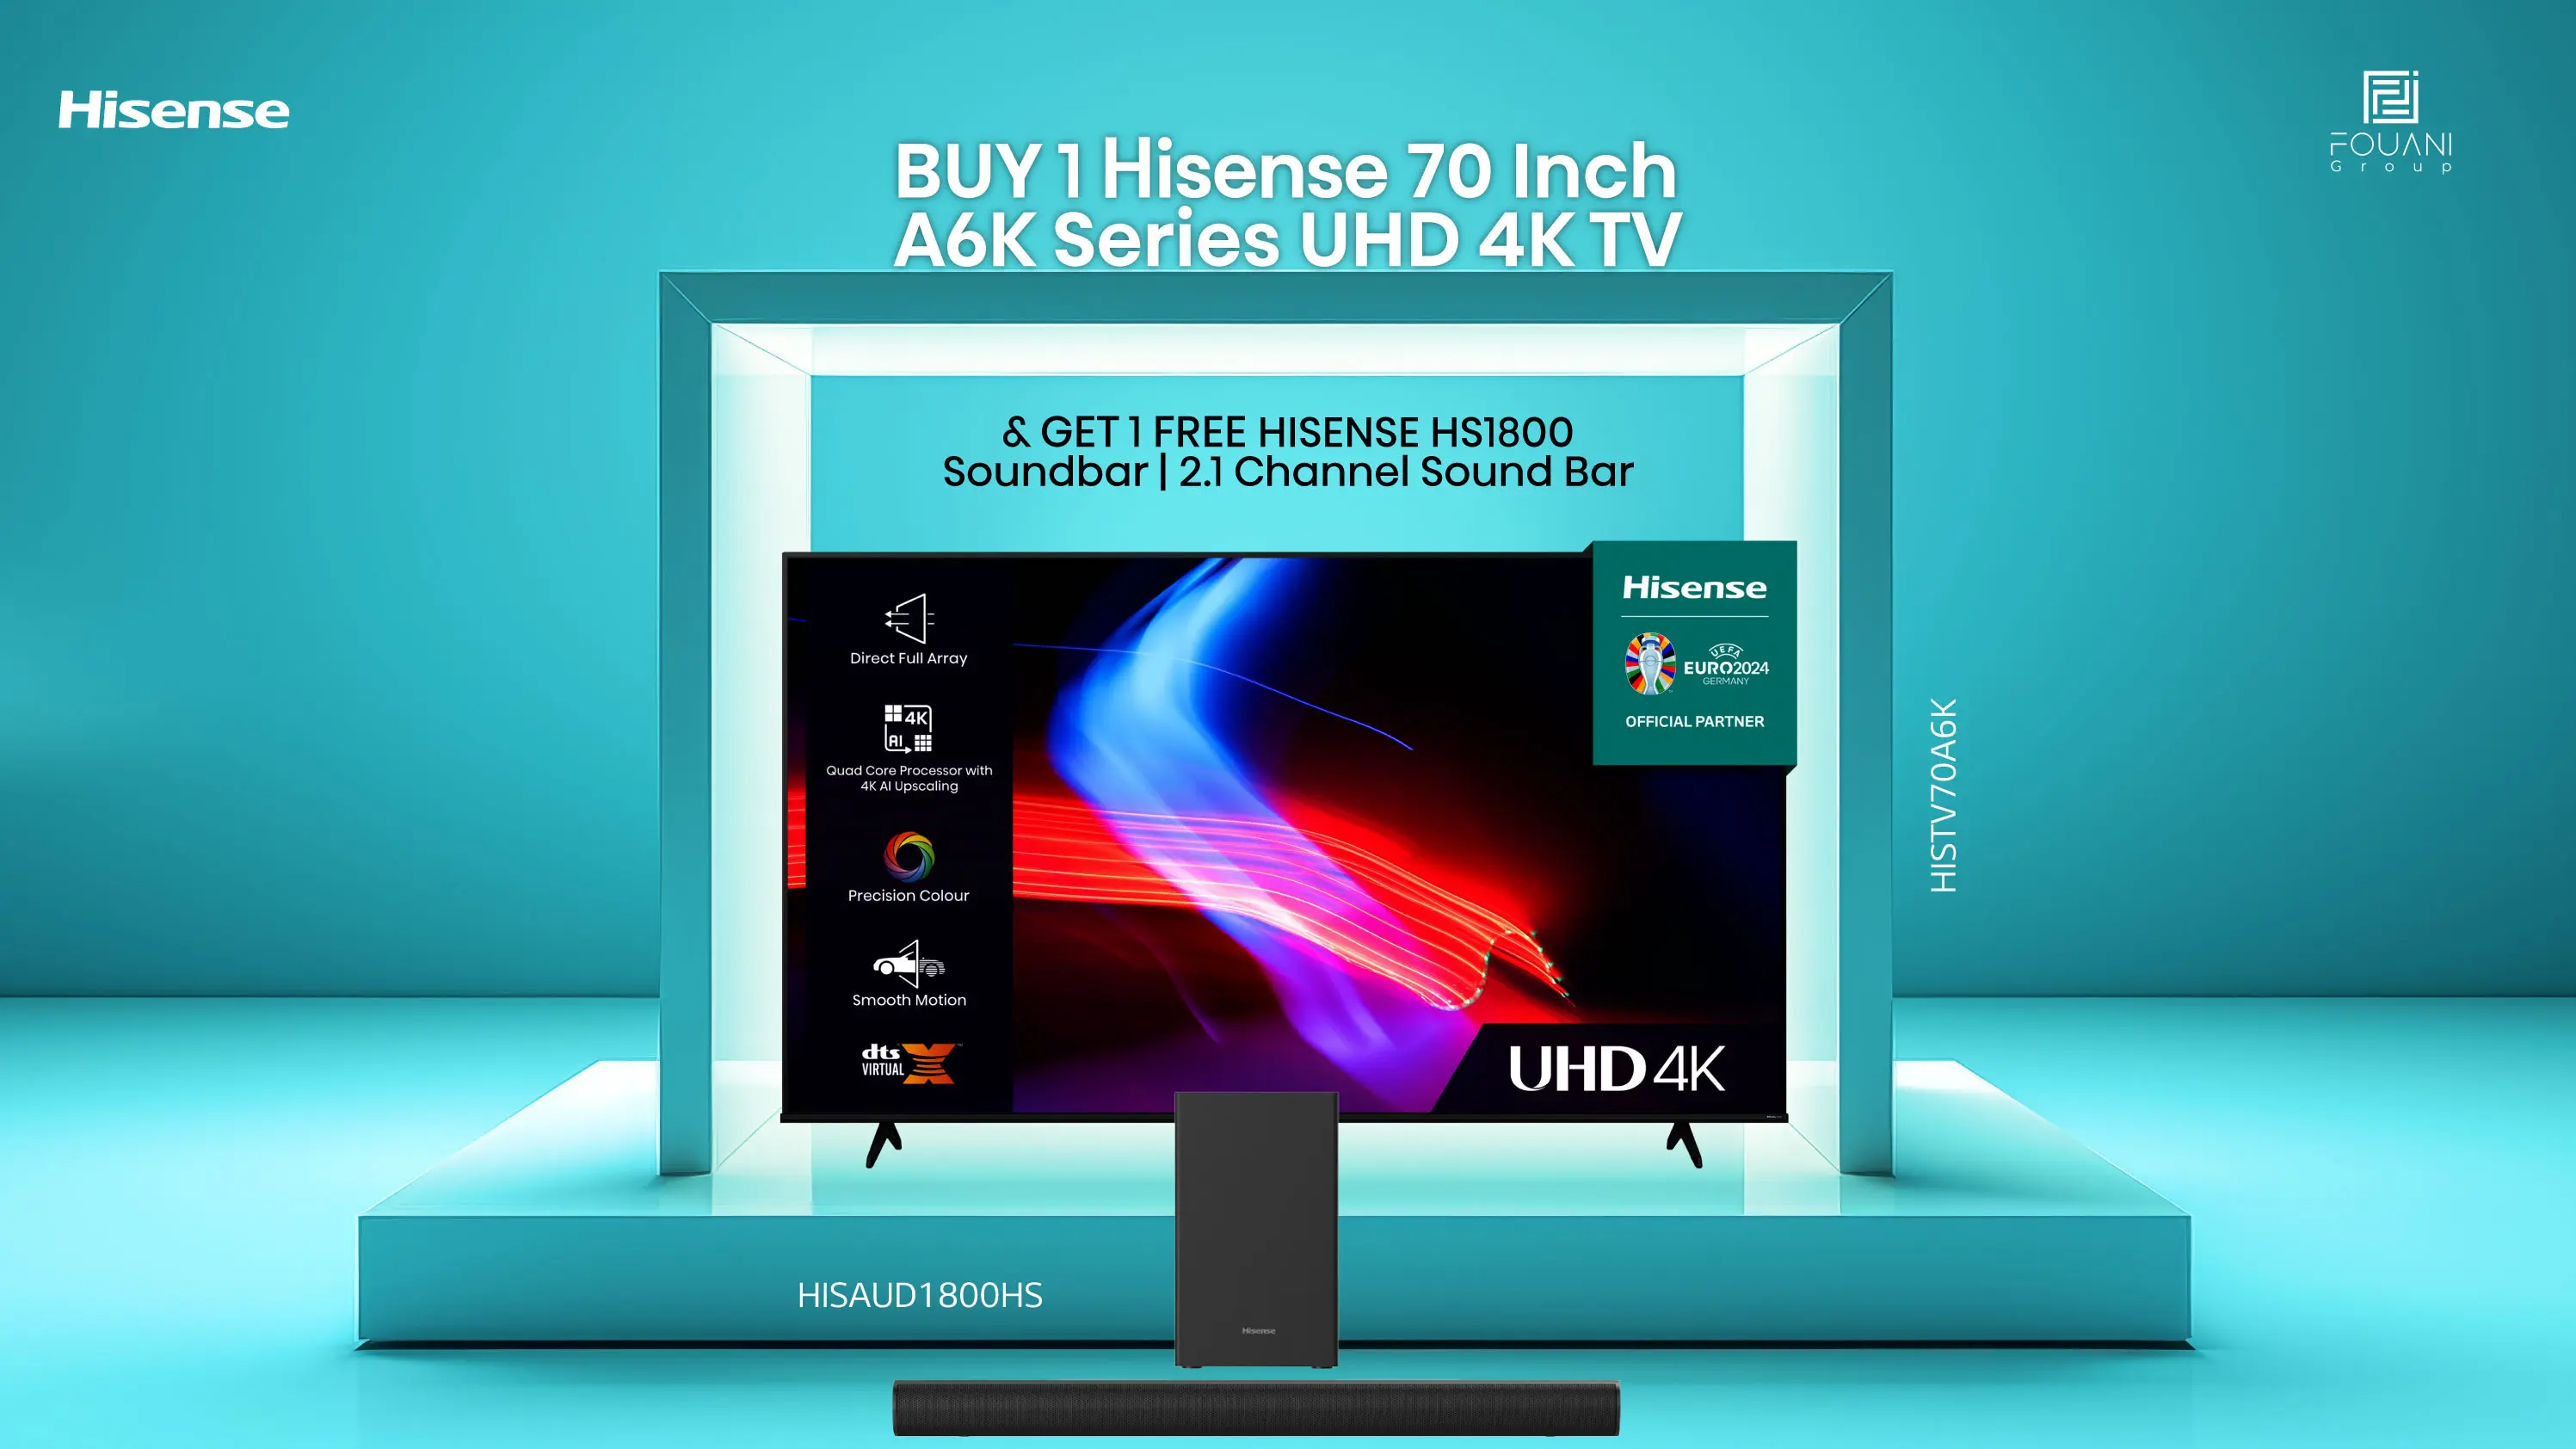 Hisense
FOUANI
Group
BUY 1 Hisense 70 Inch
A6K Series UHD 4K TV
& GET 1 FREE HISENSE HS1800
Soundbar | 2.1 Channel Sound Bar
Direct Full Array
4K
AI
Quad Core Processor with
4K AI Upscaling
Precision Colour
Smooth Motion
dts X
VIRTUAL
Hisense
UEFA
EURO2024
GERMANY
OFFICIAL PARTNER
UHD 4K
HISTV70A6K
HISAUD1800HS
Hisense